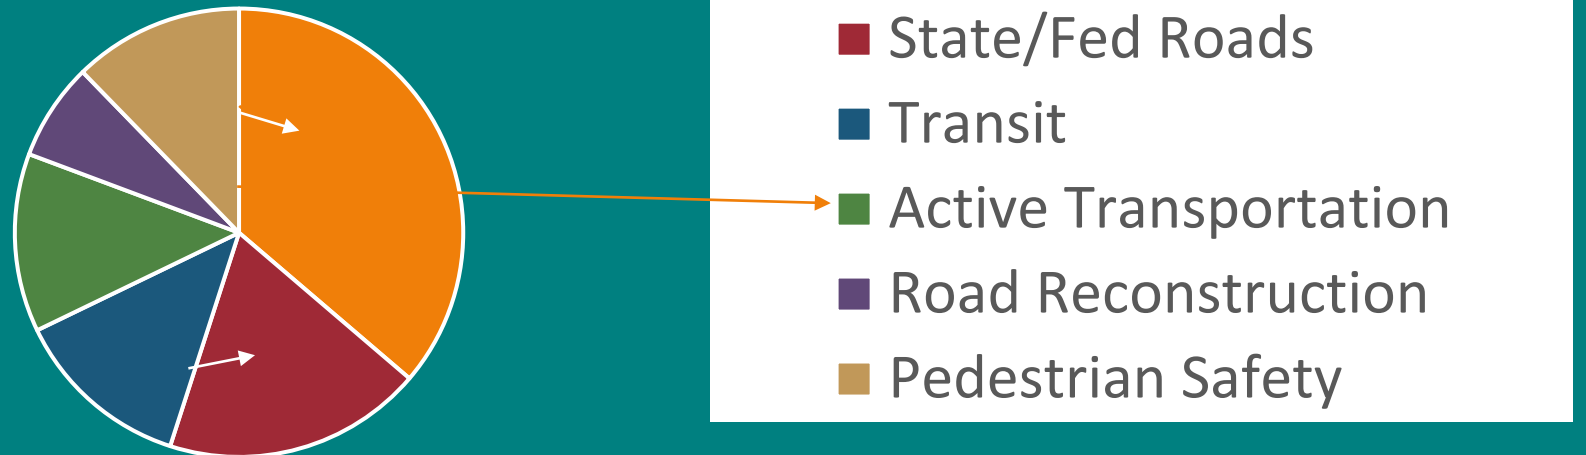 State/Fed Roads
Transit
Active Transportation
Road Reconstruction
Pedestrian Safety